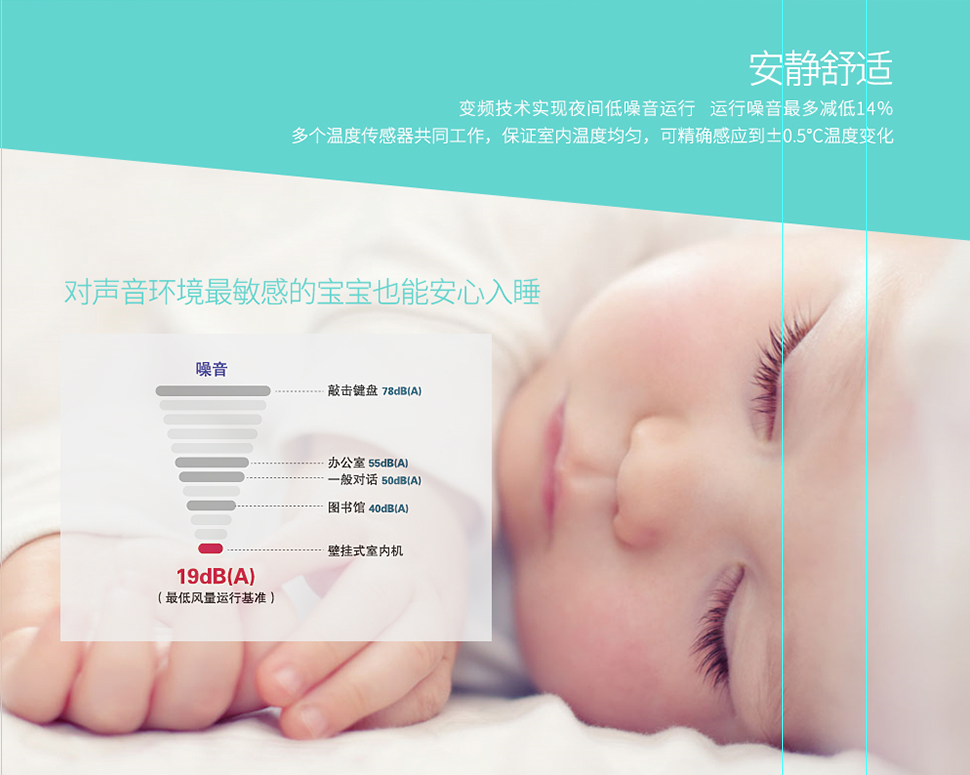 安静舒适
变频技术实现夜间低噪音运行 运行噪音最多减低14%
多个温度传感器共同工作，保证室内温度均匀，可精确感应到±0.5℃温度变化
对声音环境最敏感的宝宝也能安心入睡
噪音
敲击键盘 78dB(A)
办公室 55dB(A)
一般对话 50dB(A)
图书馆 40dB(A)
壁挂式室内机
19dB(A)
（最低风量运行基准）